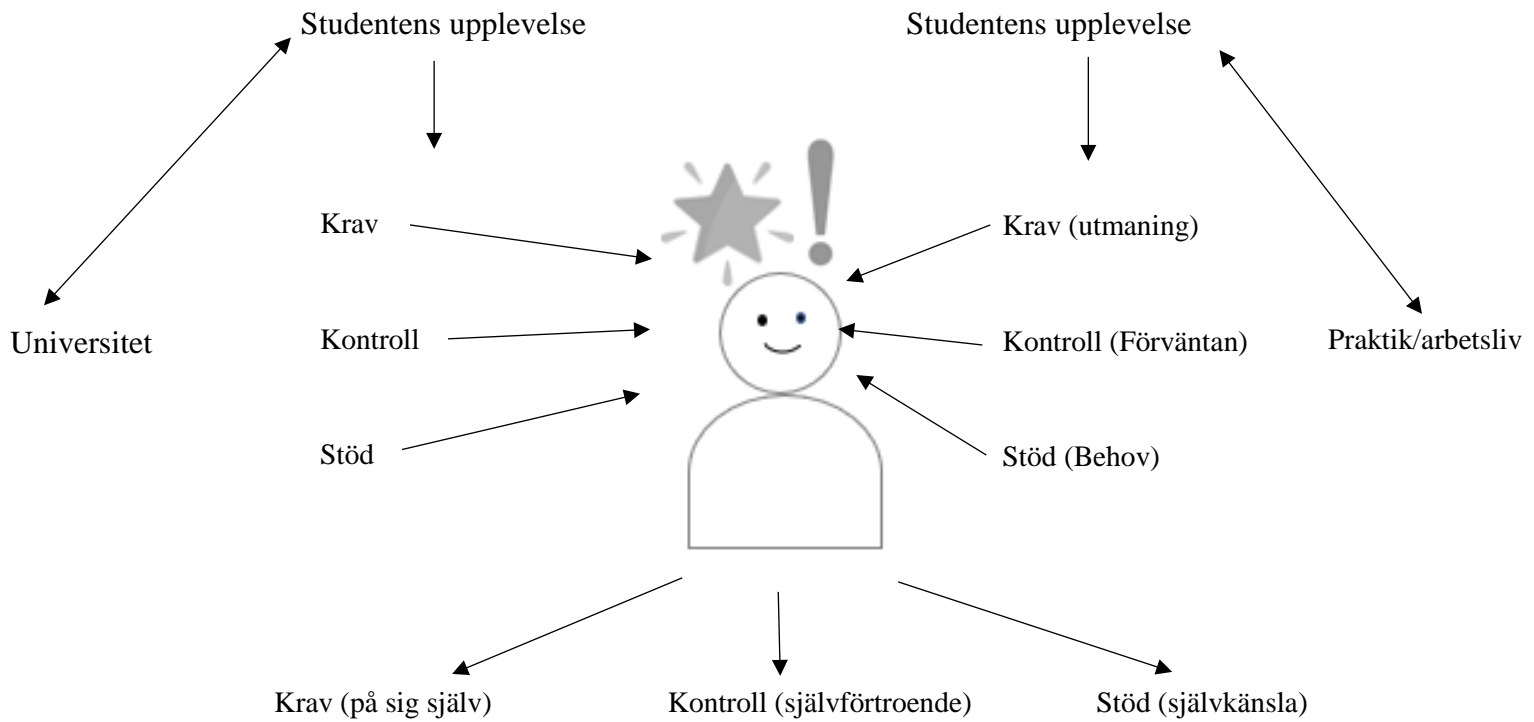 Studentens upplevelse
Studentens upplevelse
Krav
Krav (utmaning)
Universitet
Kontroll
Kontroll (Förväntan)
Praktik/arbetsliv
Stöd
Stöd (Behov)
Krav (på sig själv)
Kontroll (självförtroende)
Stöd (självkänsla)